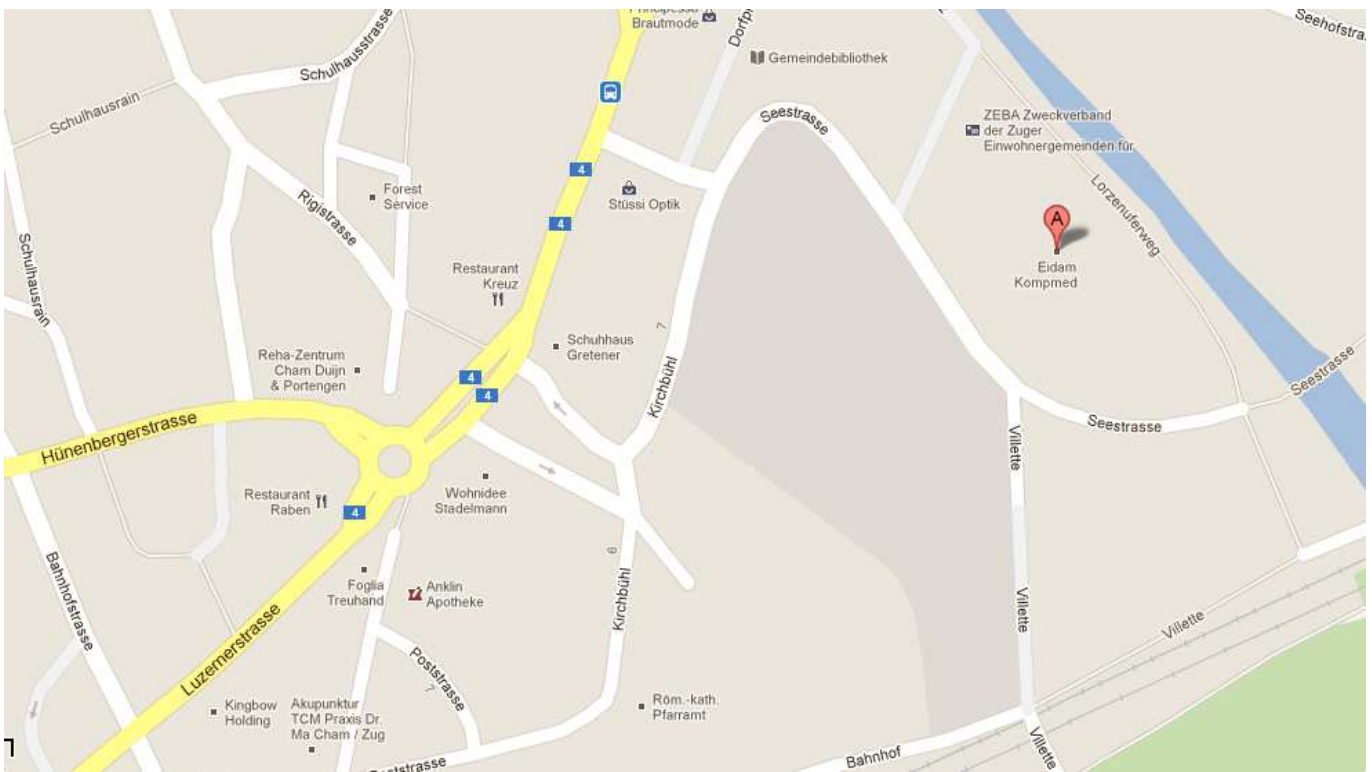 Principessa
Brautmode
Dorfpl
Seehofstra
Gemeindebibliothek
Schulhausstrasse
Schulhausrain
Seestrasse
ZEBA Zweckverband
der Zuger
Einwohnergemeinden für
4
Forest
Service
Stüssi Optik
Lorzenuferweg
Rigistrasse
4
A
Schulhausrain
Eidam
Kompmed
Restaurant
Kreuz
7
Schuhhaus
Gretener
Reha-Zentrum
Cham Duijn
& Portengen
4
4
Kirchbühl
Seestrasse
Hünenbergerstrasse
Villette
Seestrasse
Restaurant
Raben
4
Wohnidee
Stadelmann
6
Bahnhofstrasse
Foglia
Treuhand
Anklin
Apotheke
Kirchbühl
Villette
Villette
Luzernerstrasse
Poststrasse
7
Kingbow
Holding
Akupunktur
TCM Praxis Dr.
Ma Cham / Zug
Röm.-kath.
Pfarramt
Poststrasse
Bahnhof
Villette